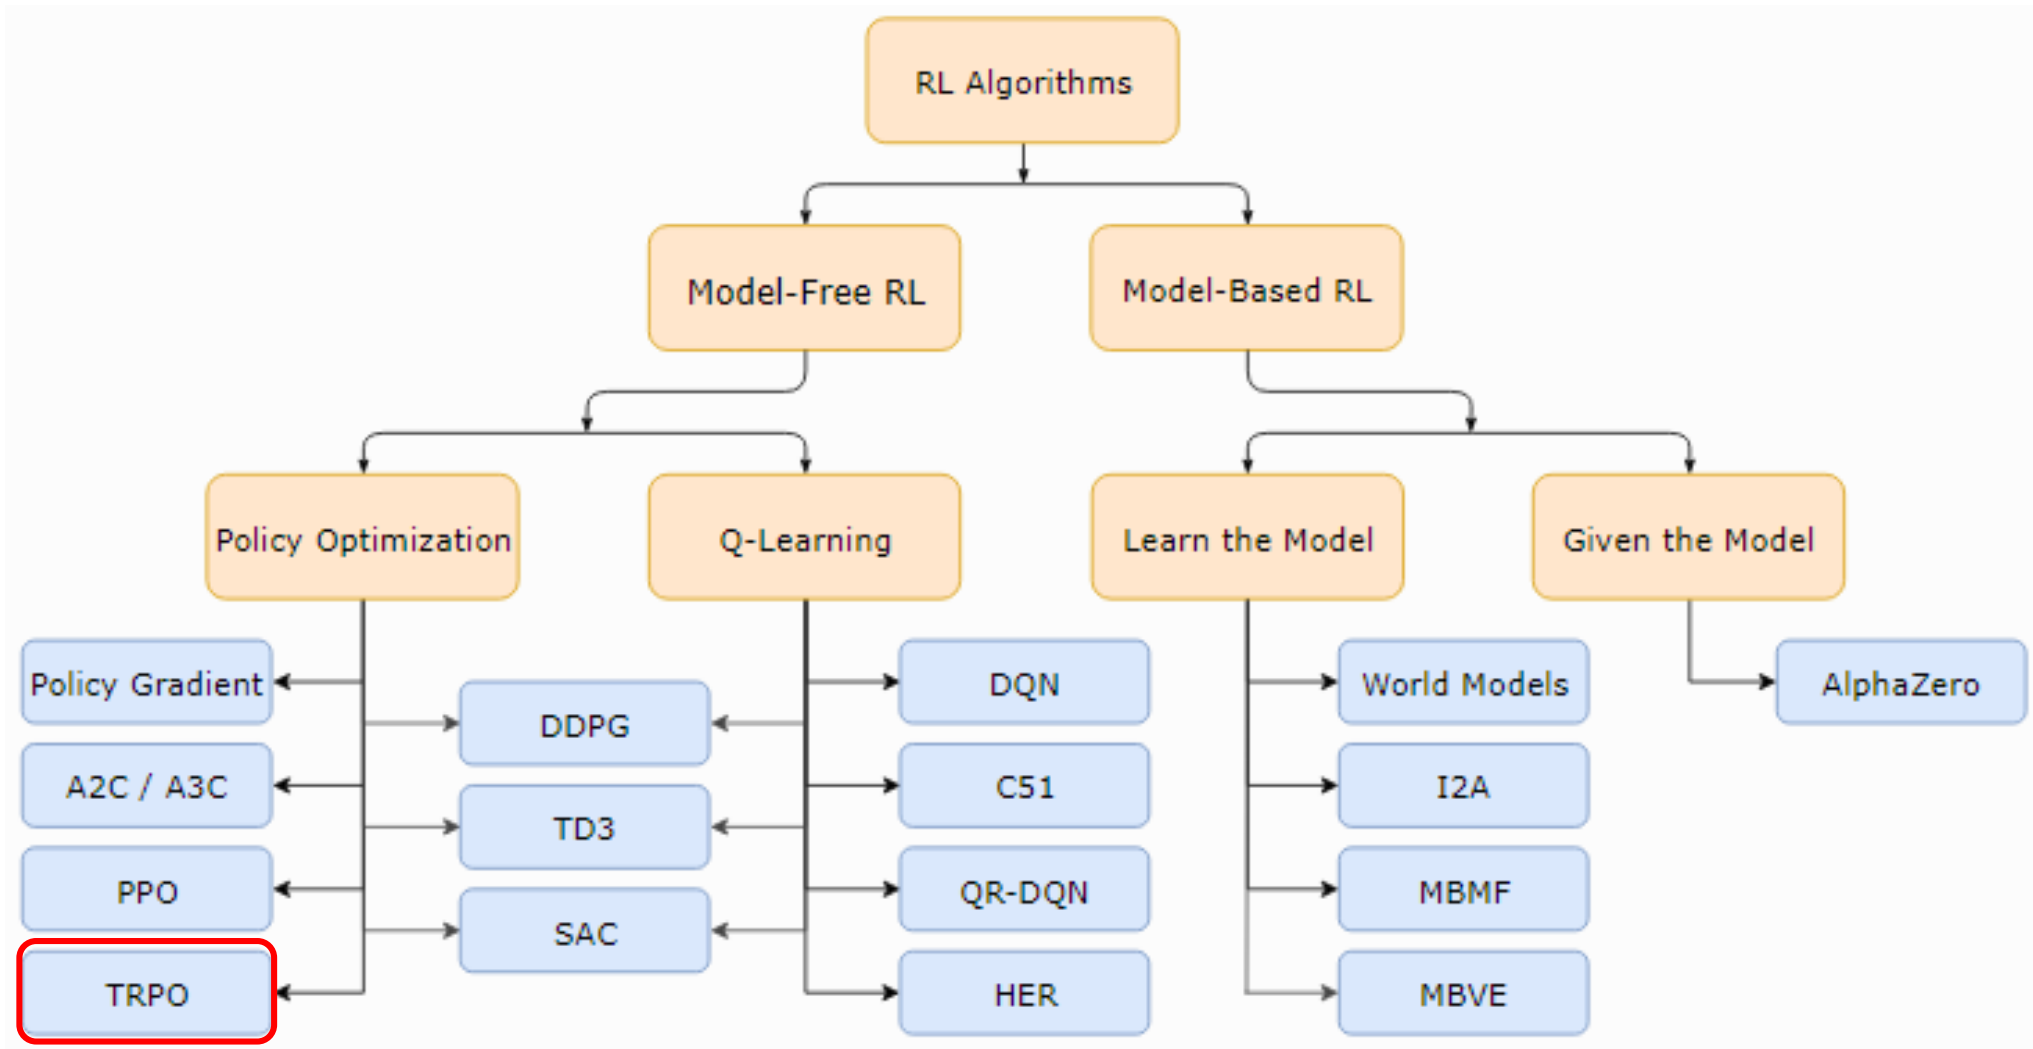 RL Algorithms
Model-Free RL
Model-Based RL
Policy Optimization
Q-Learning
Learn the Model
Given the Model
Policy Gradient
DDPG
DQN
World Models
AlphaZero
A2C / A3C
TD3
C51
I2A
PPO
SAC
QR-DQN
MBMF
TRPO
HER
MBVE